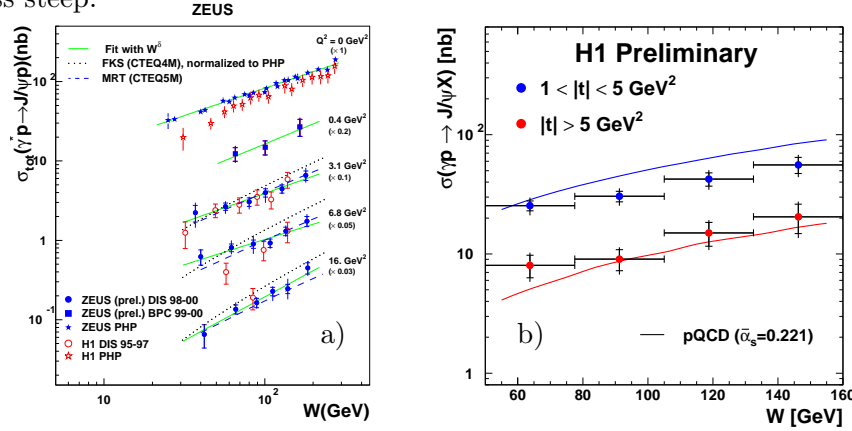 ss steep.
ZEUS
σtot(γ* p→J/ψp)(nb)
10²
10
1
10⁻¹
Fit with Wδ
FKS (CTEQ4M), normalized to PHP
MRT (CTEQ5M)
Q² = 0 GeV²
(× 1)
0.4 GeV²
(× 0.2)
3.1 GeV²
(× 0.1)
6.8 GeV²
(× 0.05)
16. GeV²
(× 0.03)
ZEUS (prel.) DIS 98-00
ZEUS (prel.) BPC 99-00
ZEUS PHP
H1 DIS 95-97
H1 PHP
a)
10
10²
W(GeV)
σ(γp → J/ψX) [nb]
10²
10
1
H1 Preliminary
1 < |t| < 5 GeV²
|t| > 5 GeV²
b)
pQCD (ᾱs=0.221)
60
80
100
120
140
160
W [GeV]